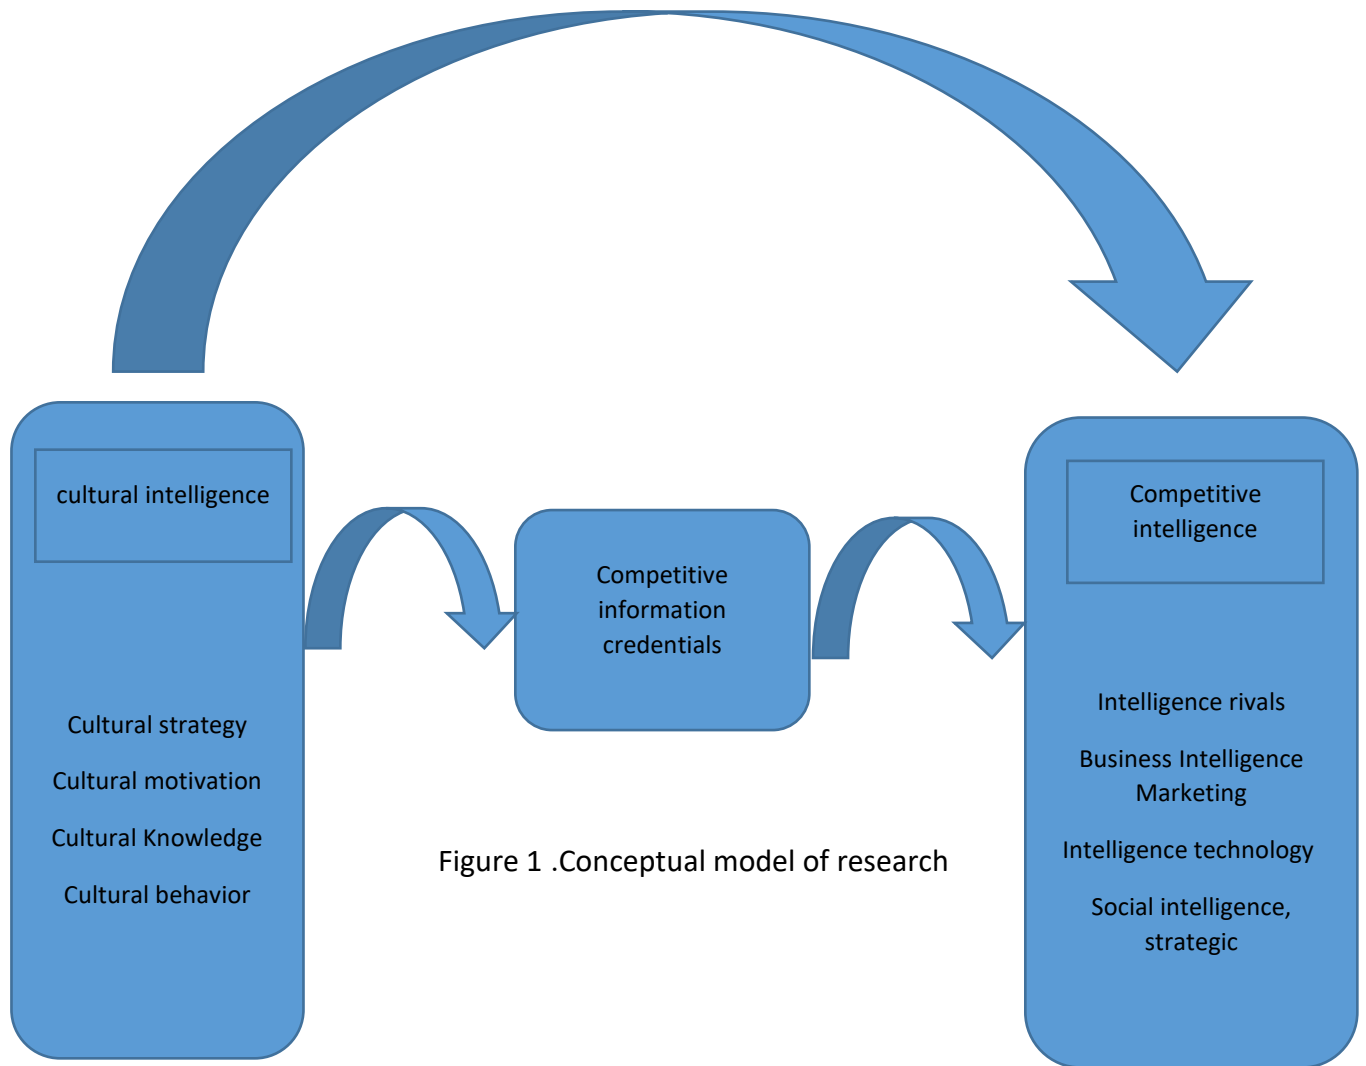 cultural intelligence
Cultural strategy
Cultural motivation
Cultural Knowledge
Cultural behavior
Competitive
information
credentials
Competitive
intelligence
Intelligence rivals
Business Intelligence
Marketing
Intelligence technology
Social intelligence,
strategic
Figure 1 .Conceptual model of research